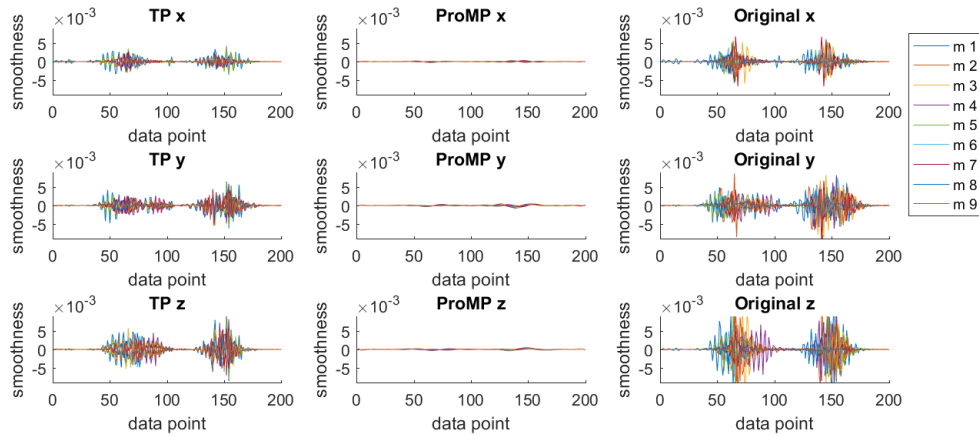 TP x
×10⁻³
smoothness
5
0
-5
0 50 100 150 200
data point
ProMP x
×10⁻³
smoothness
5
0
-5
0 50 100 150 200
data point
Original x
×10⁻³
smoothness
5
0
-5
0 50 100 150 200
data point
m 1
m 2
m 3
m 4
m 5
m 6
m 7
m 8
m 9
TP y
×10⁻³
smoothness
5
0
-5
0 50 100 150 200
data point
ProMP y
×10⁻³
smoothness
5
0
-5
0 50 100 150 200
data point
Original y
×10⁻³
smoothness
5
0
-5
0 50 100 150 200
data point
TP z
×10⁻³
smoothness
5
0
-5
0 50 100 150 200
data point
ProMP z
×10⁻³
smoothness
5
0
-5
0 50 100 150 200
data point
Original z
×10⁻³
smoothness
5
0
-5
0 50 100 150 200
data point